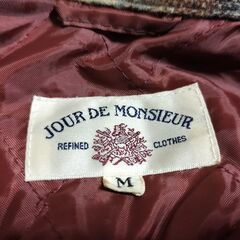 JOUR DE MONSIEUR
REFINED CLOTHES
M